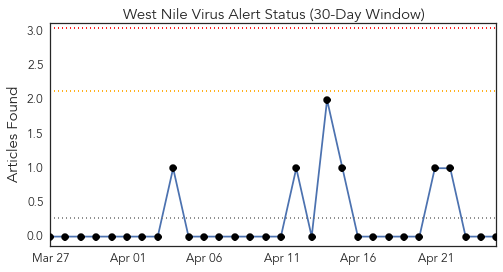 West Nile Virus Alert Status (30-Day Window)
Articles Found
3.0
2.5
2.0
1.5
1.0
0.5
0.0
Mar 27 Apr 01 Apr 06 Apr 11 Apr 16 Apr 21